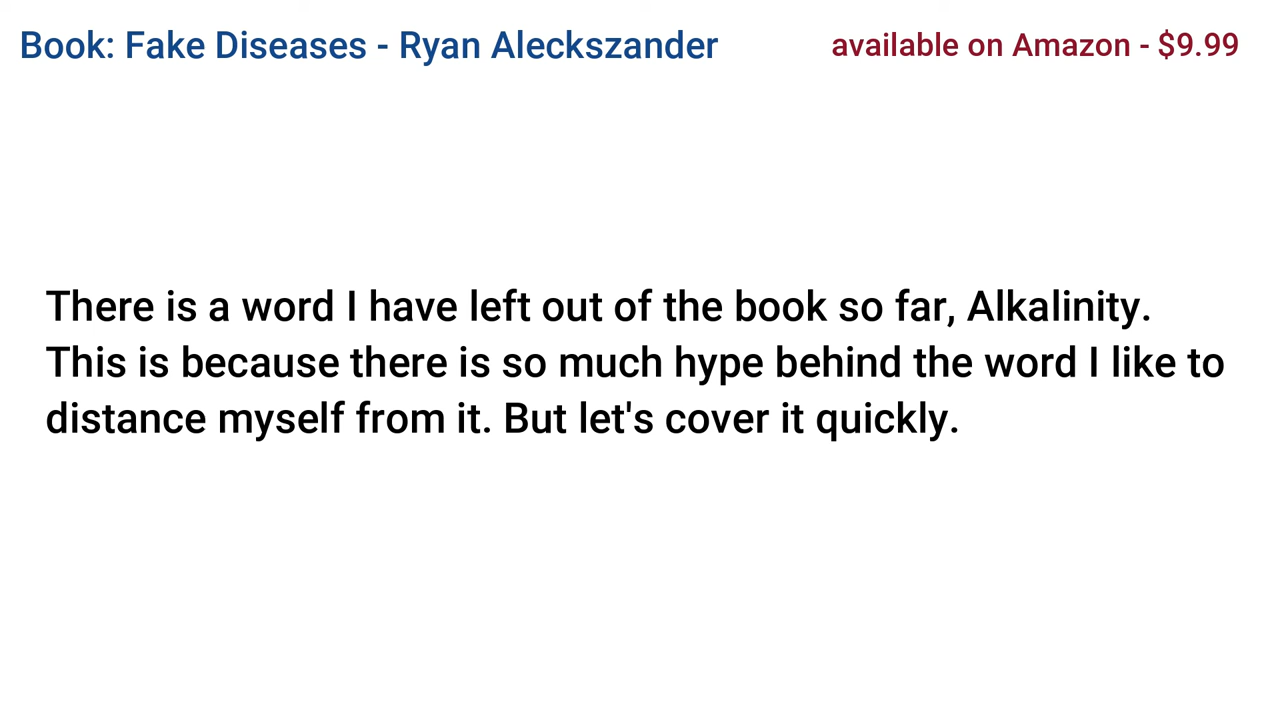 Book: Fake Diseases - Ryan Aleckszander
available on Amazon - $9.99
There is a word I have left out of the book so far, Alkalinity.
This is because there is so much hype behind the word I like to
distance myself from it. But let's cover it quickly.